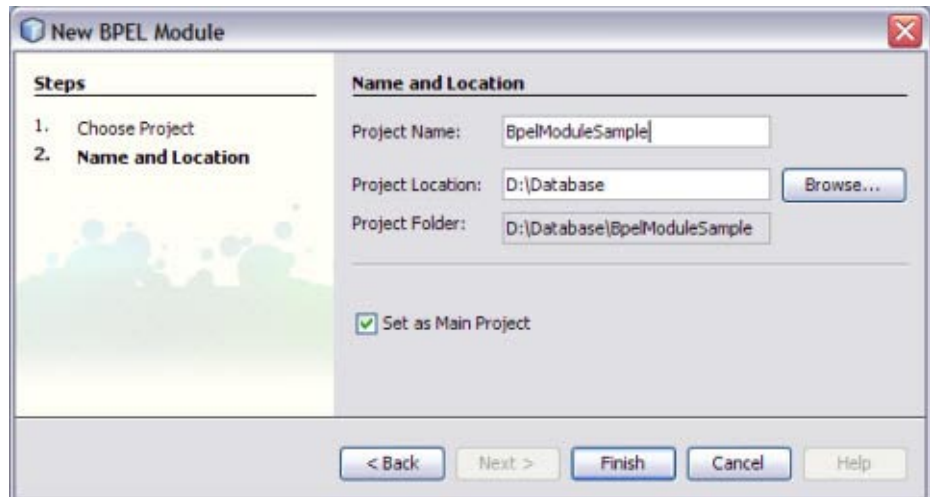 New BPEL Module
Steps
1. Choose Project
2. Name and Location
Name and Location
Project Name: BpelModuleSample
Project Location: D:\Database Browse...
Project Folder: D:\Database\BpelModuleSample
Set as Main Project
< Back Next > Finish Cancel Help